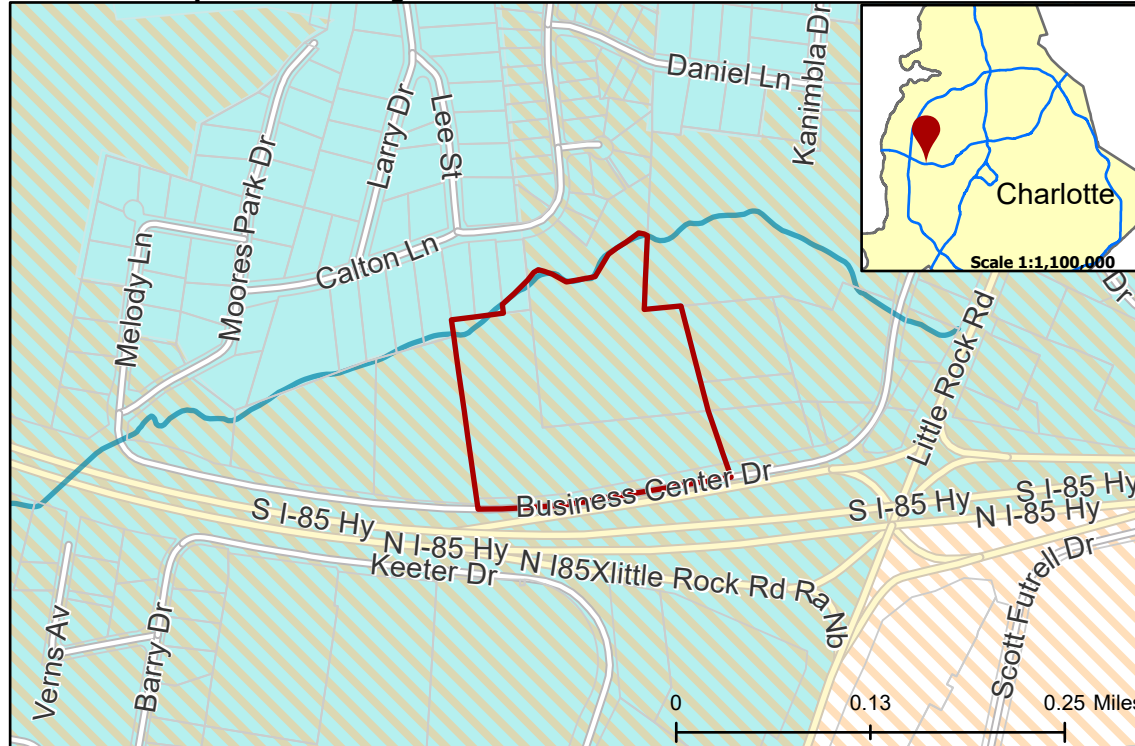 Daniel Ln
Kanimbla Dr
Larry Dr
Lee St
Moores Park Dr
Melody Ln
Calton Ln
Charlotte
Scale 1:1,100,000
Dr
Little Rock Rd
Business Center Dr
S I-85 Hy
S I-85 Hy
S I-85 Hy
N I-85 Hy
N I-85 Hy
N I85Xlittle Rock Rd Ra Nb
Keeter Dr
Scott Futrell Dr
Verns Av
Barry Dr
0 0.13 0.25 Miles